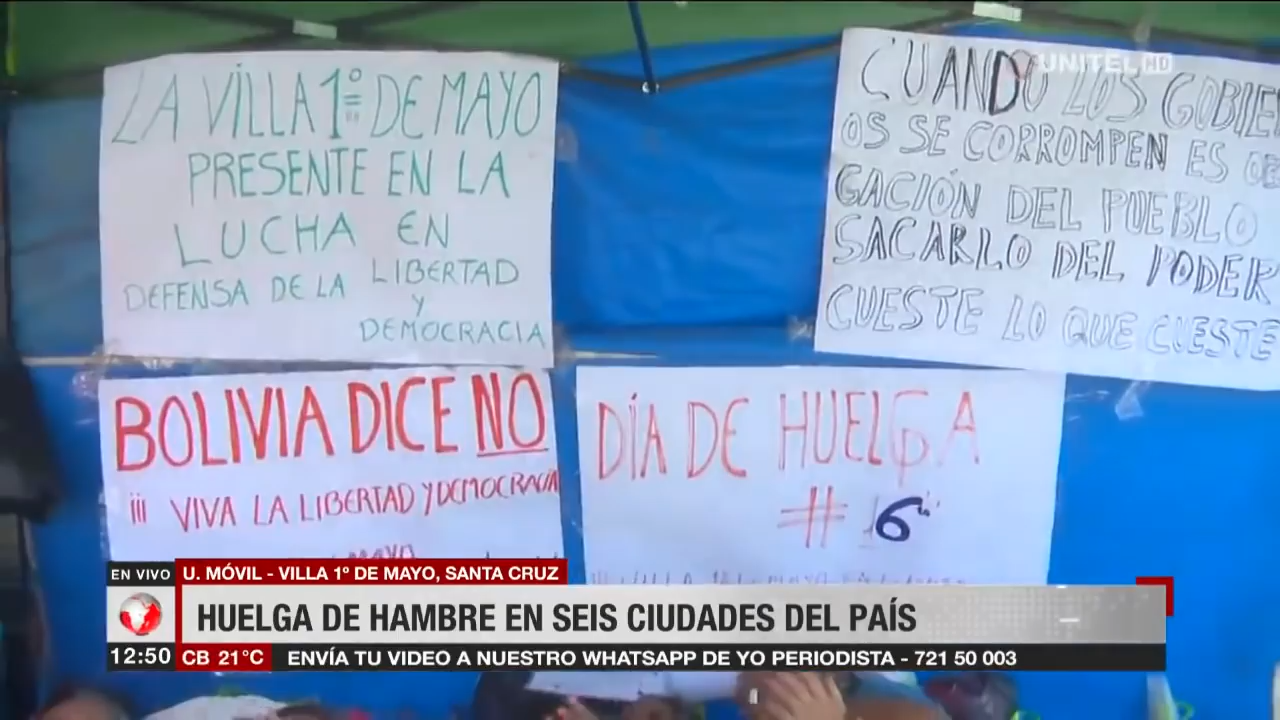 LA VILLA 1º DE MAYO
PRESENTE EN LA
LUCHA EN
DEFENSA DE LA LIBERTAD
Y
DEMOCRACIA
UNITEL HD
CUANDO LOS GOBIE
OS SE CORROMPEN ES OB
GACIÓN DEL PUEBLO
SACARLO DEL PODER
CUESTE LO QUE CUESTE
BOLIVIA DICE NO
¡¡¡ VIVA LA LIBERTAD Y DEMOCRACIA
MAYO
DÍA DE HUELGA
# 6
EN VIVO
U. MÓVIL - VILLA 1º DE MAYO, SANTA CRUZ
HUELGA DE HAMBRE EN SEIS CIUDADES DEL PAÍS
12:50 CB 21°C ENVÍA TU VIDEO A NUESTRO WHATSAPP DE YO PERIODISTA - 721 50 003